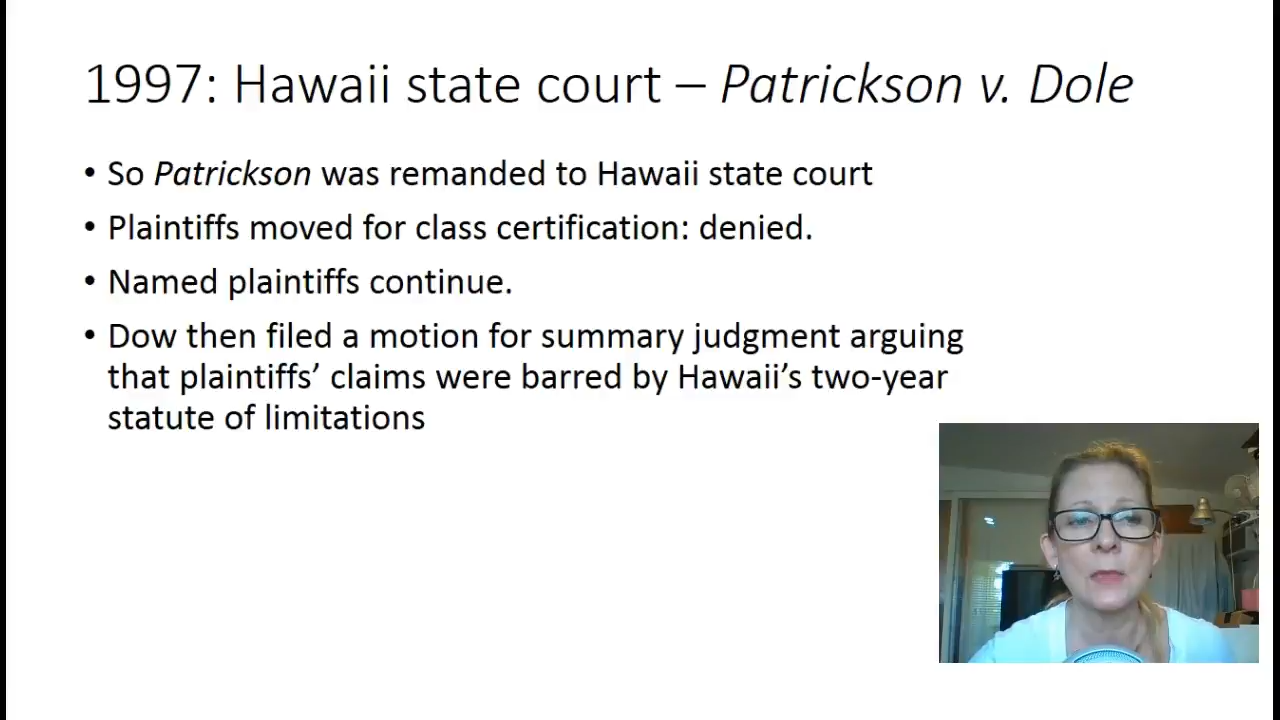 1997: Hawaii state court – Patrickson v. Dole
• So Patrickson was remanded to Hawaii state court
• Plaintiffs moved for class certification: denied.
• Named plaintiffs continue.
• Dow then filed a motion for summary judgment arguing
that plaintiffs’ claims were barred by Hawaii’s two-year
statute of limitations